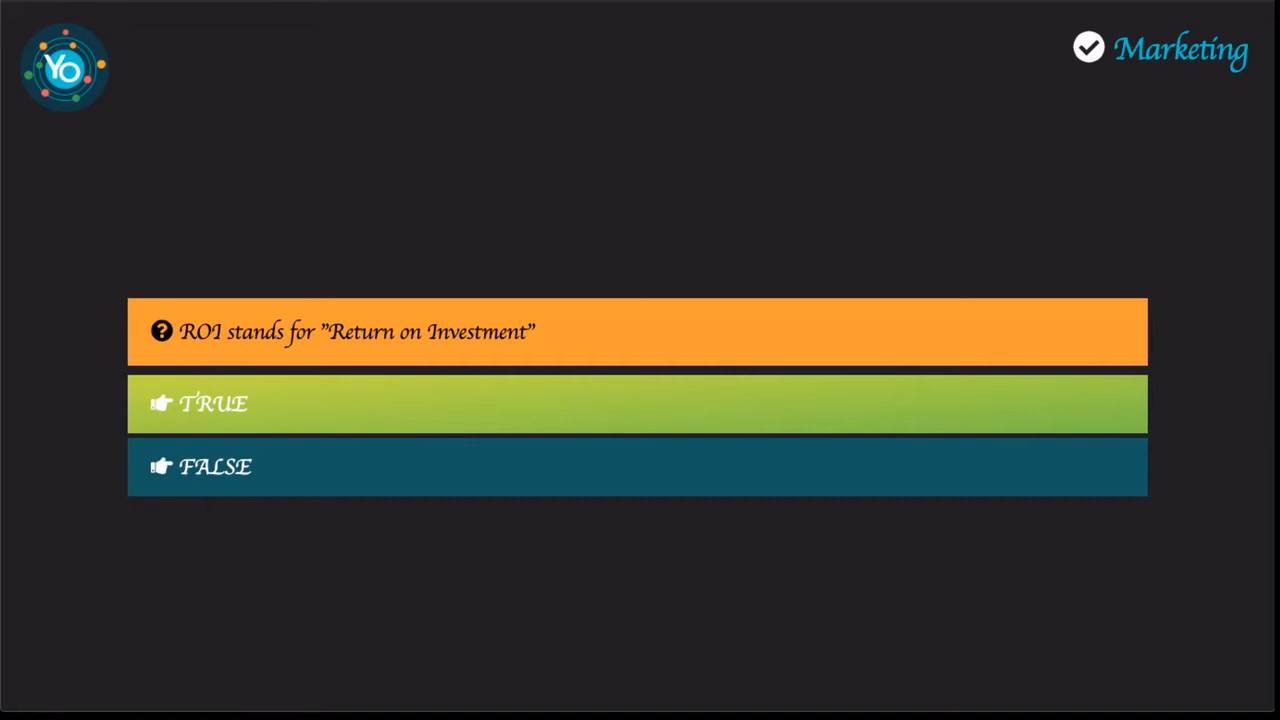 Yo
Marketing
ROI stands for "Return on Investment"
TRUE
FALSE